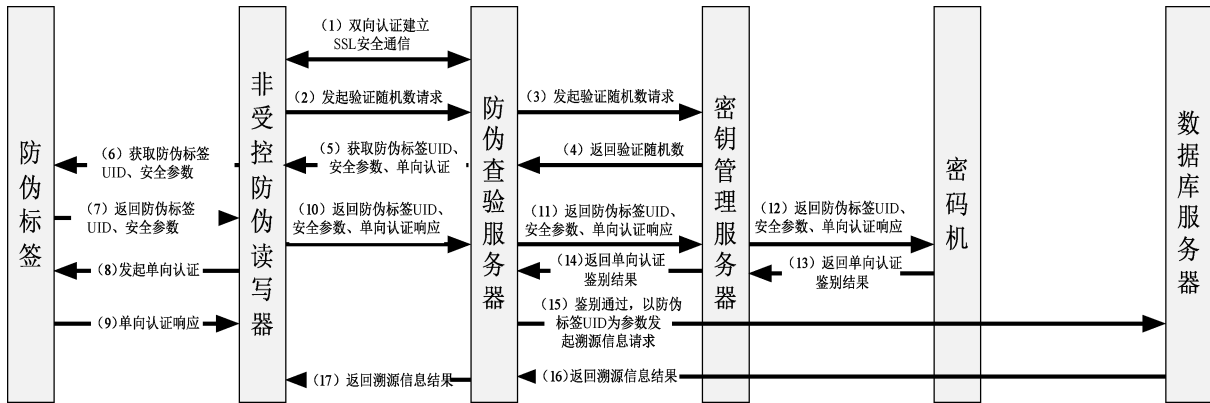 (1)双向认证建立
SSL安全通信
(2)发起验证随机数请求
(3)发起验证随机数请求
(4)返回验证随机数
(5)获取防伪标签UID、
安全参数、单向认证
(6)获取防伪标签
UID、安全参数
(7)返回防伪标签
UID、安全参数
(8)发起单向认证
(9)单向认证响应
(10)返回防伪标签UID、
安全参数、单向认证响应
(11)返回防伪标签UID、
安全参数、单向认证响应
(12)返回防伪标签UID、
安全参数、单向认证响应
(13)返回单向认证
鉴别结果
(14)返回单向认证
鉴别结果
(15)鉴别通过，以防伪
标签UID为参数发
起溯源信息请求
(16)返回溯源信息结果
(17)返回溯源信息结果
防伪标签
非受控防伪读写器
防伪查验服务器
密钥管理服务器
密码机
数据库服务器